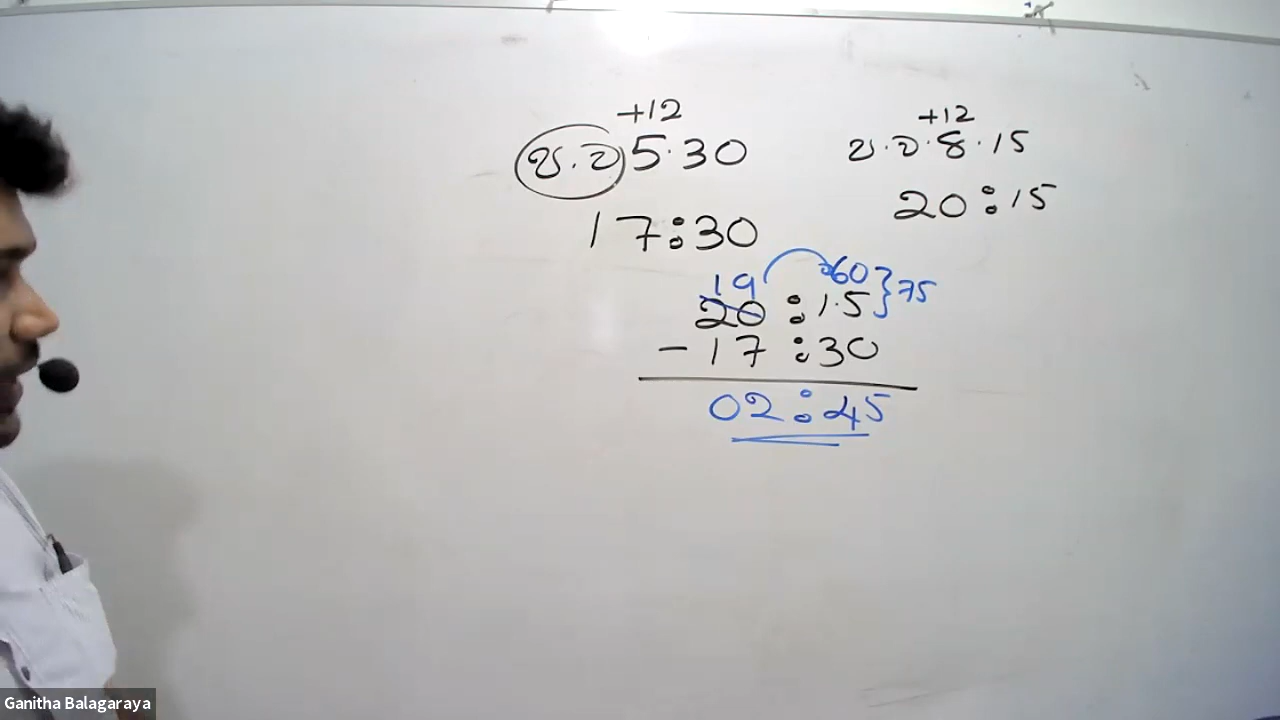 +12
ප.ව 5.30
17:30
+12
ප.ව.8.15
20:15
19 60
20:15 } 75
- 17:30
02:45
Ganitha Balagaraya